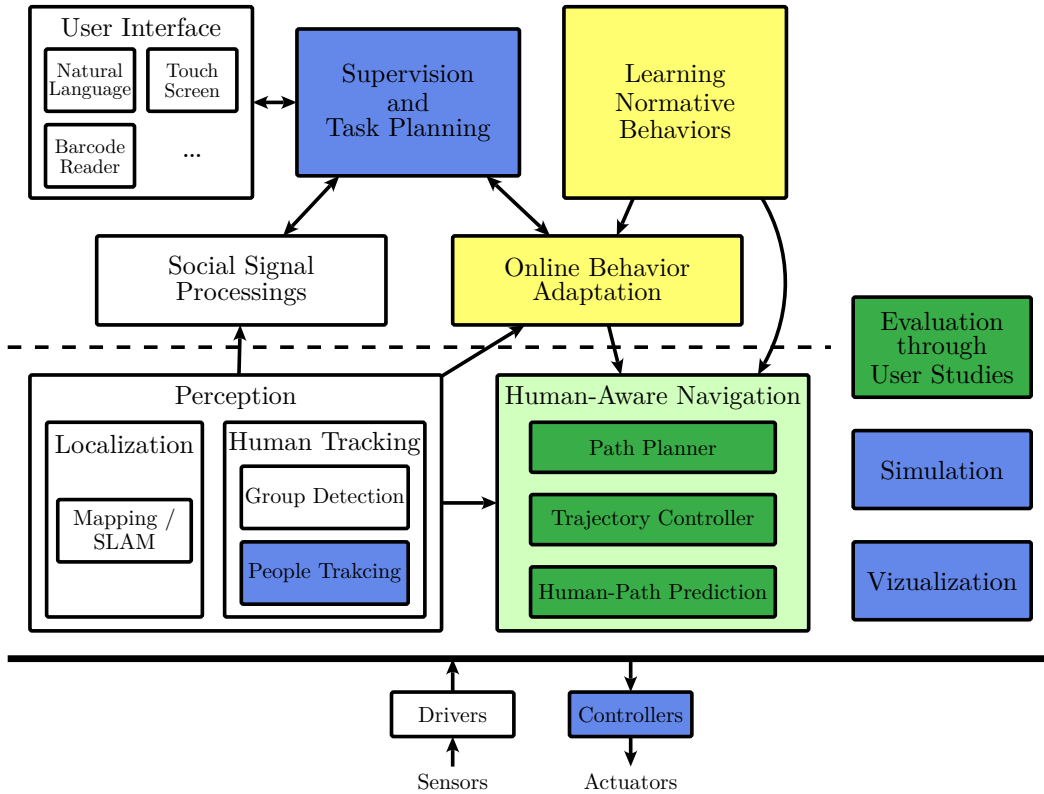 User Interface
Natural
Language
Touch
Screen
Barcode
Reader
...
Supervision
and
Task Planning
Learning
Normative
Behaviors
Social Signal
Processings
Online Behavior
Adaptation
Evaluation
through
User Studies
Perception
Localization
Mapping /
SLAM
Human Tracking
Group Detection
People Trakcing
Human-Aware Navigation
Path Planner
Trajectory Controller
Human-Path Prediction
Simulation
Vizualization
Drivers
Controllers
Sensors
Actuators